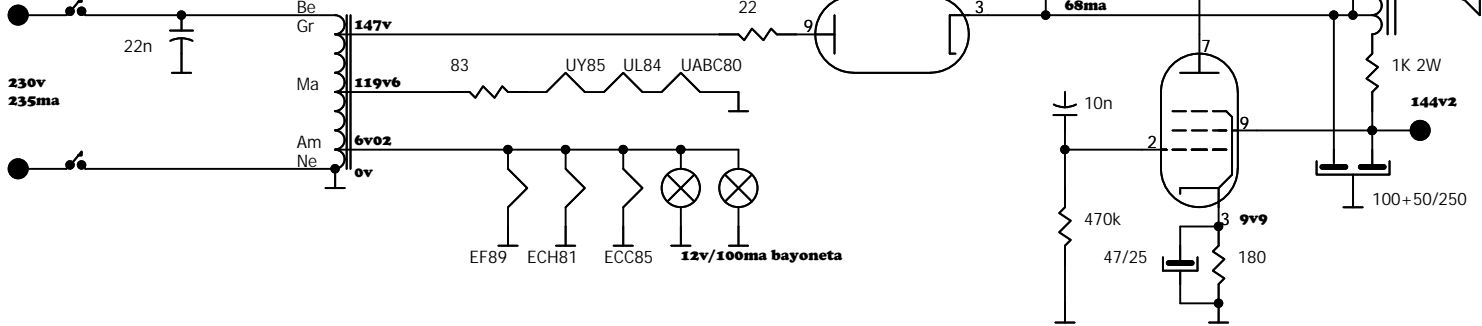 Be
Gr
147v
22
9
3
68ma
22n
7
83
UY85
UL84
UABC80
1K 2W
230v
235ma
Ma
119v6
10n
144v2
9
2
Am
6v02
Ne
0v
100+50/250
470k
3
9v9
EF89
ECH81
ECC85
12v/100ma bayoneta
47/25
180